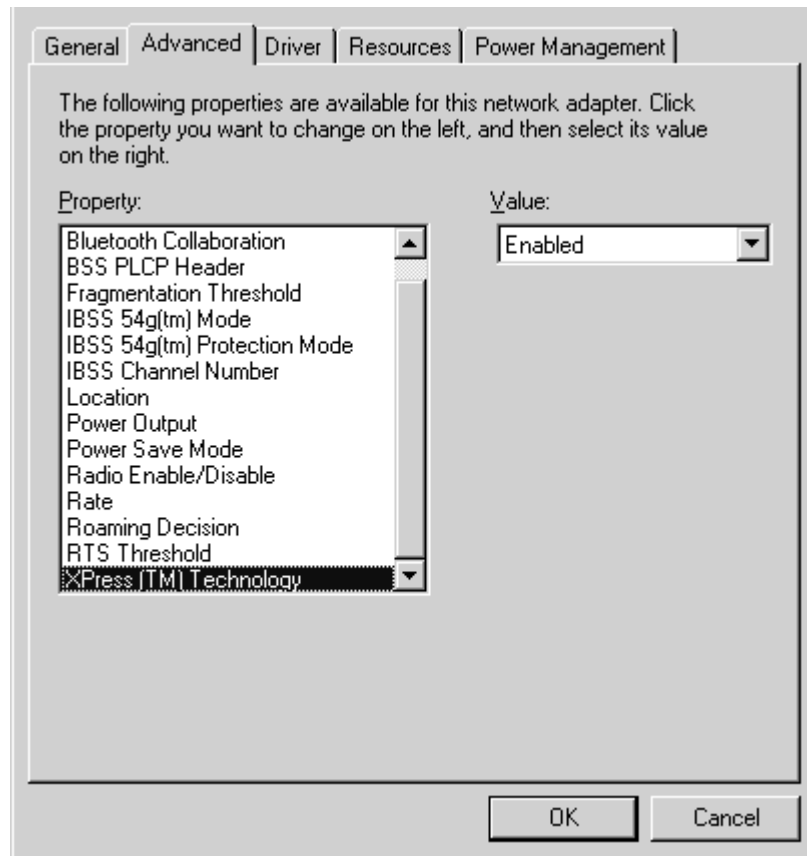 General Advanced Driver Resources Power Management
The following properties are available for this network adapter. Click
the property you want to change on the left, and then select its value
on the right.
Property:
Value:
Bluetooth Collaboration
BSS PLCP Header
Fragmentation Threshold
IBSS 54g(tm) Mode
IBSS 54g(tm) Protection Mode
IBSS Channel Number
Location
Power Output
Power Save Mode
Radio Enable/Disable
Rate
Roaming Decision
RTS Threshold
XPress (TM) Technology
Enabled
OK
Cancel